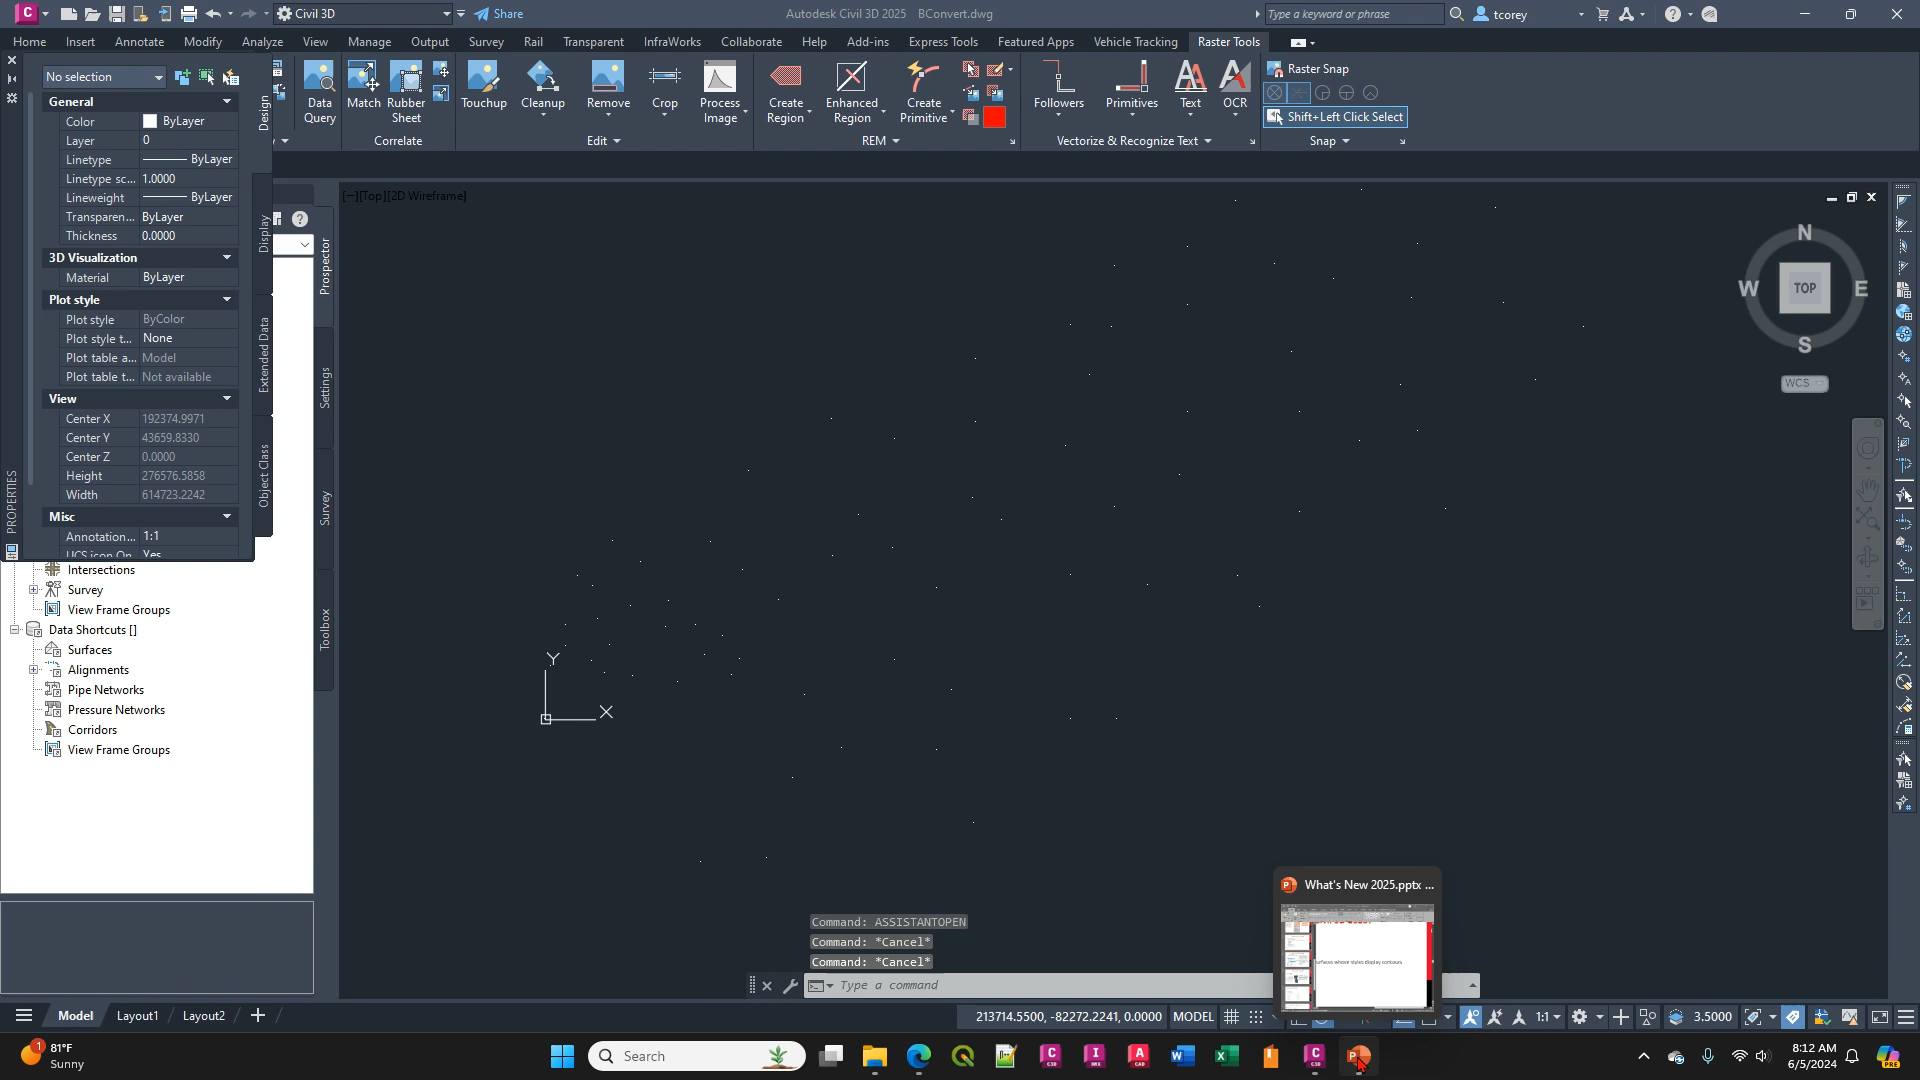 C
Civil 3D
Share
Autodesk Civil 3D 2025 BConvert.dwg
Type a keyword or phrase
tcorey
Home Insert Annotate Modify Analyze View Manage Output Survey Rail Transparent InfraWorks Collaborate Help Add-ins Express Tools Featured Apps Vehicle Tracking Raster Tools
Data Query
Match
Rubber Sheet
Correlate
Touchup
Cleanup
Remove
Crop
Process Image
Edit
Create Region
Enhanced Region
Create Primitive
REM
Followers
Primitives
Text
OCR
Vectorize & Recognize Text
Raster Snap
Shift+Left Click Select
Snap
No selection
General
Color ByLayer
Layer 0
Linetype ByLayer
Linetype sc... 1.0000
Lineweight ByLayer
Transparen... ByLayer
Thickness 0.0000
3D Visualization
Material ByLayer
Plot style
Plot style ByColor
Plot style t... None
Plot table a... Model
Plot table t... Not available
View
Center X 192374.9971
Center Y 43659.8330
Center Z 0.0000
Height 276576.5858
Width 614723.2242
Misc
Annotation... 1:1
UCS icon On Yes
PROPERTIES
Design
Display
Extended Data
Object Class
Prospector
Settings
Survey
Toolbox
Intersections
Survey
View Frame Groups
Data Shortcuts []
Surfaces
Alignments
Pipe Networks
Pressure Networks
Corridors
View Frame Groups
[−][Top][2D Wireframe]
N
W
TOP
E
S
WCS
Y
X
What's New 2025.pptx ...
surfaces whose styles display contours
Command: ASSISTANTOPEN
Command: *Cancel*
Command: *Cancel*
Type a command
Model Layout1 Layout2
213714.5500, -82272.2241, 0.0000 MODEL
1:1
3.5000
1
81°F
Sunny
Search
8:12 AM
6/5/2024